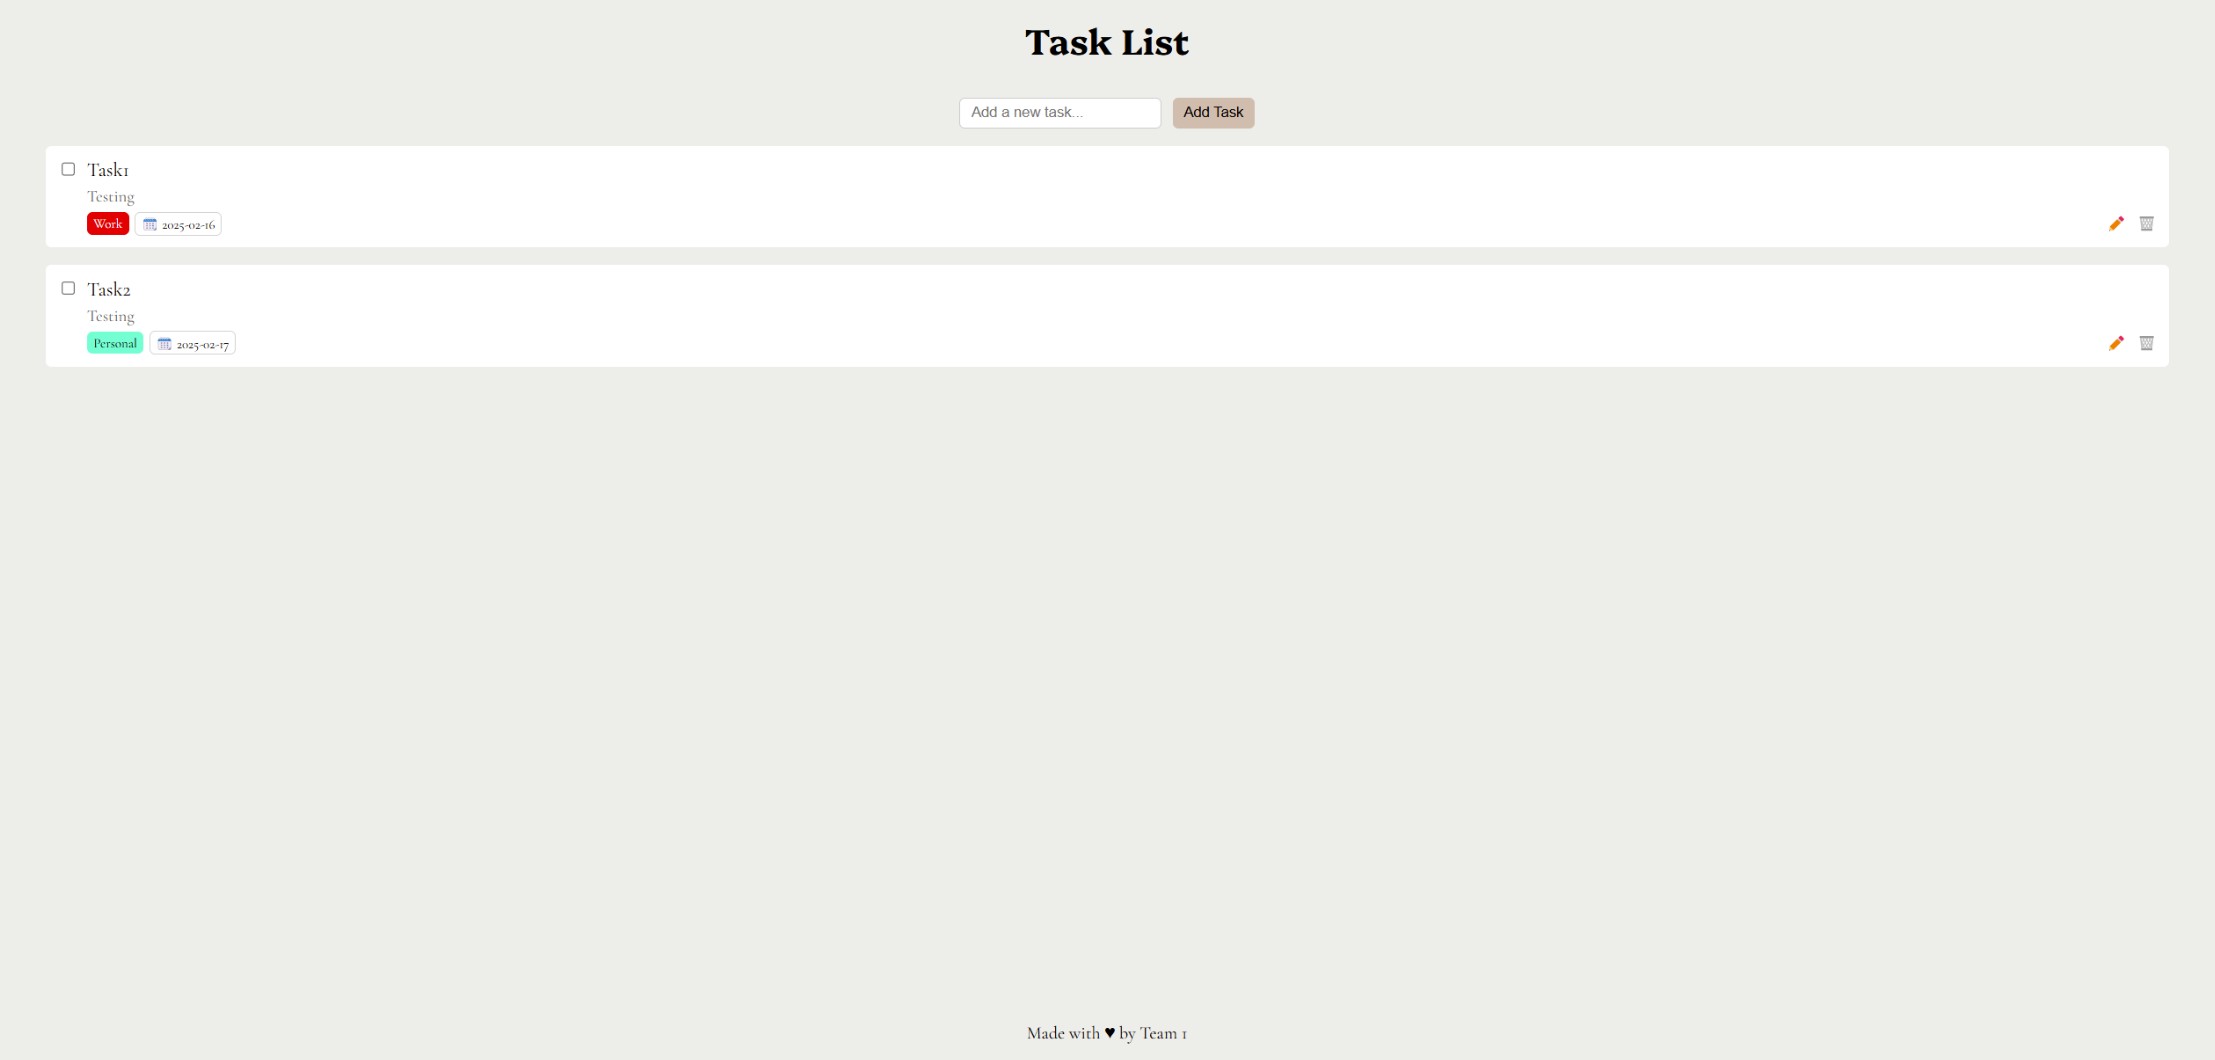 Task List
Add a new task...
Add Task
Task1
Testing
Work
2025-02-16
Task2
Testing
Personal
2025-02-17
Made with ♥ by Team 1